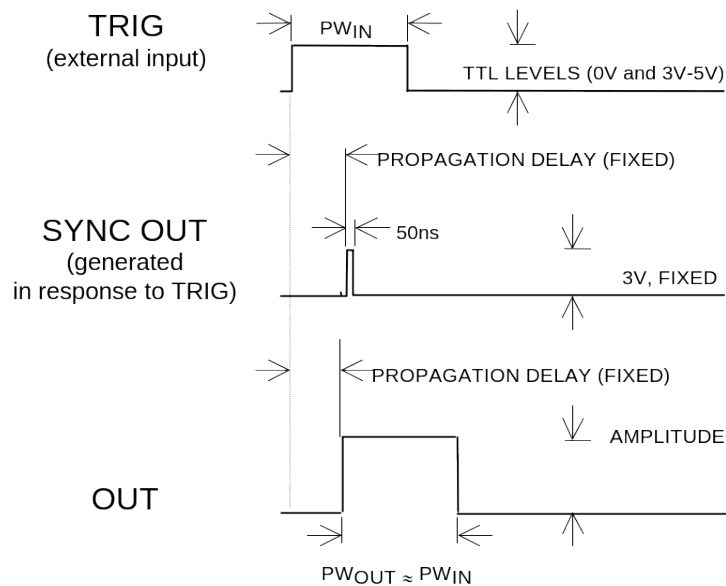 TRIG
(external input)
PWIN
TTL LEVELS (0V and 3V-5V)
PROPAGATION DELAY (FIXED)
SYNC OUT
(generated
in response to TRIG)
50ns
3V, FIXED
PROPAGATION DELAY (FIXED)
AMPLITUDE
OUT
PWOUT ≈ PWIN